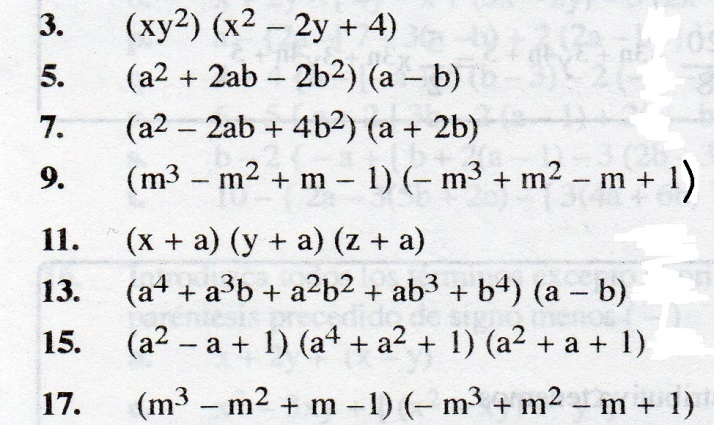 3. (xy²) (x² – 2y + 4)
5. (a² + 2ab – 2b²) (a – b)
7. (a² – 2ab + 4b²) (a + 2b)
9. (m³ – m² + m – 1) (– m³ + m² – m + 1)
11. (x + a) (y + a) (z + a)
13. (a⁴ + a³b + a²b² + ab³ + b⁴) (a – b)
15. (a² – a + 1) (a⁴ + a² + 1) (a² + a + 1)
17. (m³ – m² + m – 1) (– m³ + m² – m + 1)